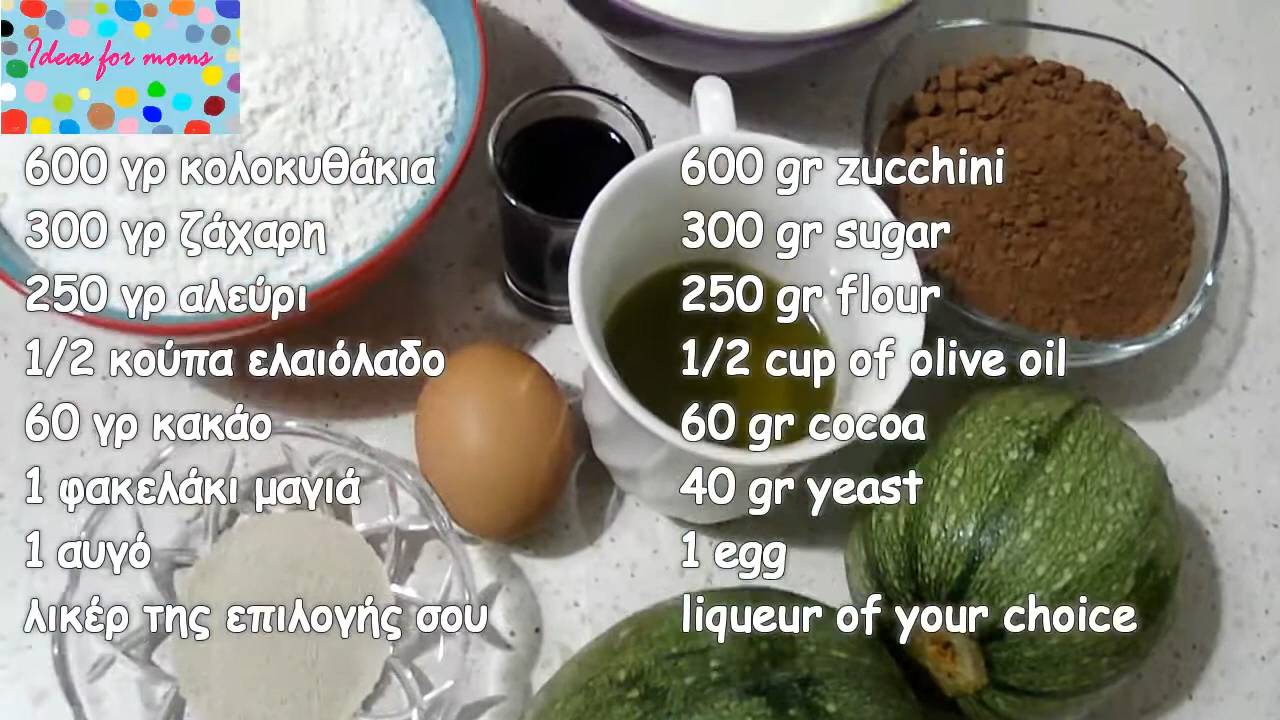 Ideas for moms
600 γρ κολοκυθάκια
300 γρ ζάχαρη
250 γρ αλεύρι
1/2 κούπα ελαιόλαδο
60 γρ κακάο
1 φακελάκι μαγιά
1 αυγό
λικέρ της επιλογής σου
600 gr zucchini
300 gr sugar
250 gr flour
1/2 cup of olive oil
60 gr cocoa
40 gr yeast
1 egg
liqueur of your choice